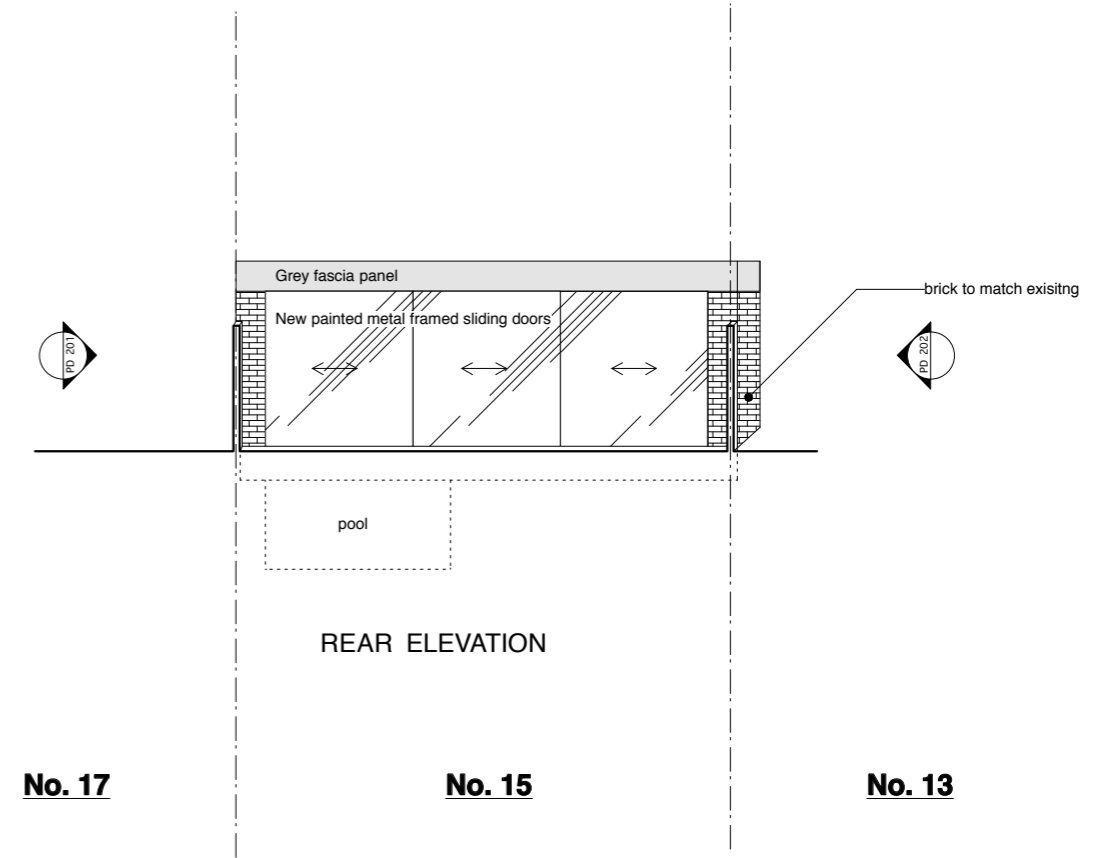 Grey fascia panel
brick to match exisitng
New painted metal framed sliding doors
PD 201
PD 202
pool
REAR ELEVATION
No. 17
No. 15
No. 13